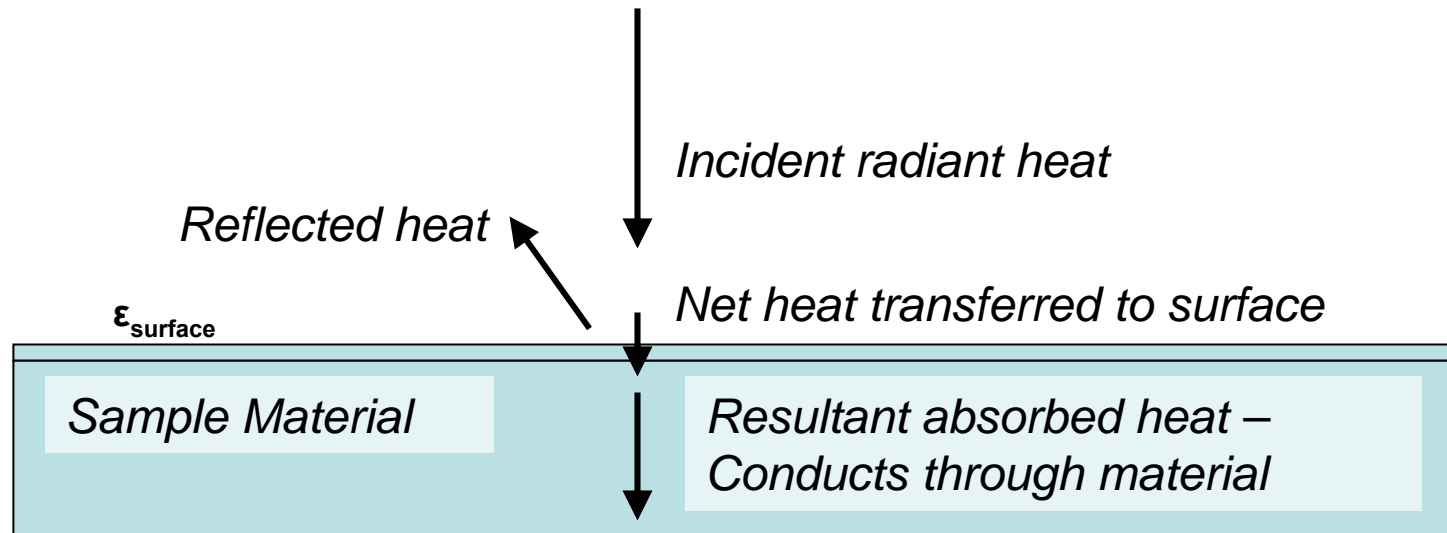 Incident radiant heat
Reflected heat
Net heat transferred to surface
εsurface
Sample Material
Resultant absorbed heat –
Conducts through material